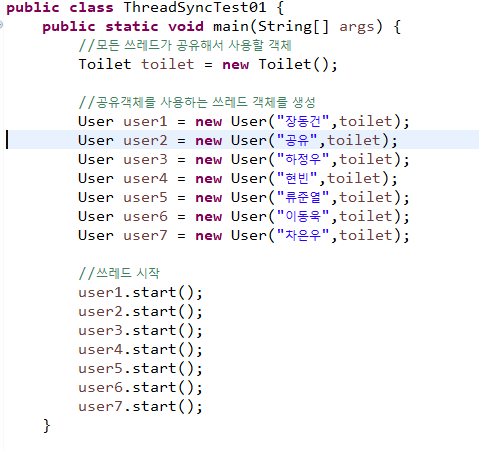 public class ThreadSyncTest01 {
public static void main(String[] args) {
//모든 쓰레드가 공유해서 사용할 객체
Toilet toilet = new Toilet();
//공유객체를 사용하는 쓰레드 객체를 생성
User user1 = new User("장동건",toilet);
User user2 = new User("공유",toilet);
User user3 = new User("하정우",toilet);
User user4 = new User("현빈",toilet);
User user5 = new User("류준열",toilet);
User user6 = new User("이동욱",toilet);
User user7 = new User("차은우",toilet);
//쓰레드 시작
user1.start();
user2.start();
user3.start();
user4.start();
user5.start();
user6.start();
user7.start();
}